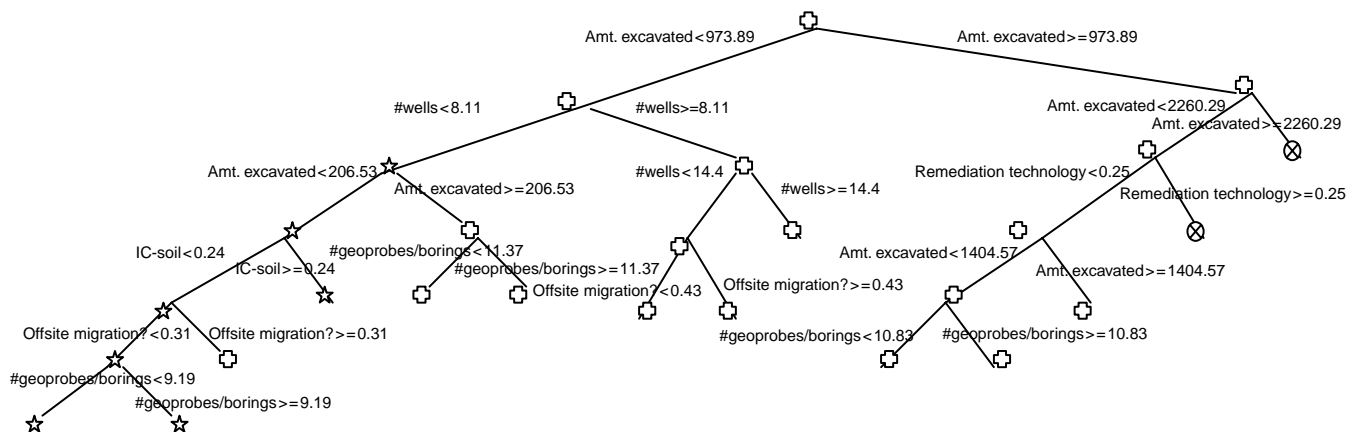 Amt. excavated<973.89
Amt. excavated>=973.89
#wells<8.11
#wells>=8.11
Amt. excavated<2260.29
Amt. excavated>=2260.29
Amt. excavated<206.53
Amt. excavated>=206.53
#wells<14.4
#wells>=14.4
Remediation technology<0.25
Remediation technology>=0.25
IC-soil<0.24
IC-soil>=0.24
#geoprobes/borings<11.37
#geoprobes/borings>=11.37
Offsite migration?<0.43
Offsite migration?>=0.43
Amt. excavated<1404.57
Amt. excavated>=1404.57
Offsite migration?<0.31
Offsite migration?>=0.31
#geoprobes/borings<10.83
#geoprobes/borings>=10.83
#geoprobes/borings<9.19
#geoprobes/borings>=9.19